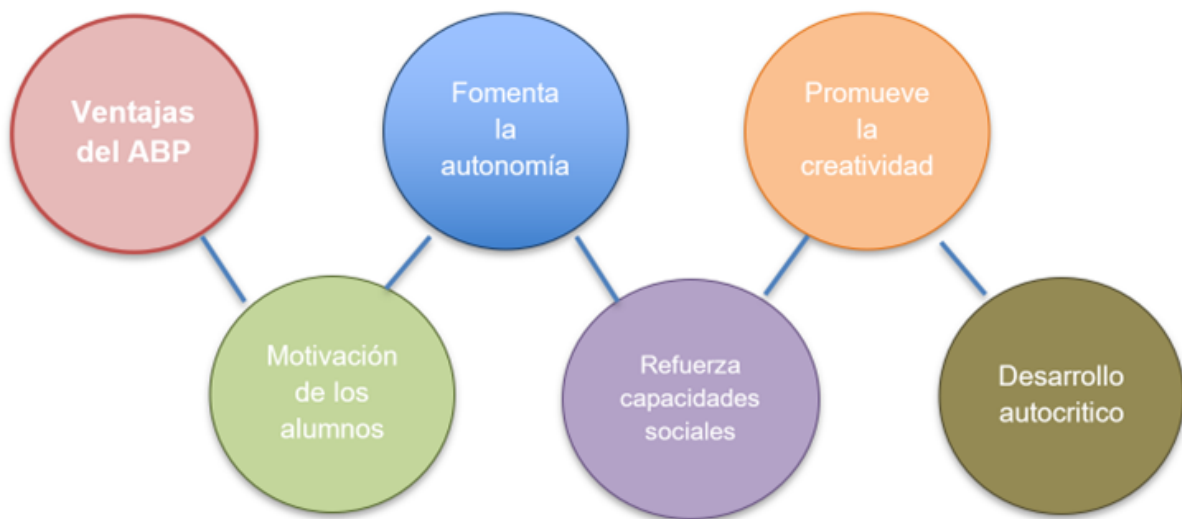 Ventajas
del ABP
Motivación
de los
alumnos
Fomenta
la
autonomía
Refuerza
capacidades
sociales
Promueve
la
creatividad
Desarrollo
autocritico